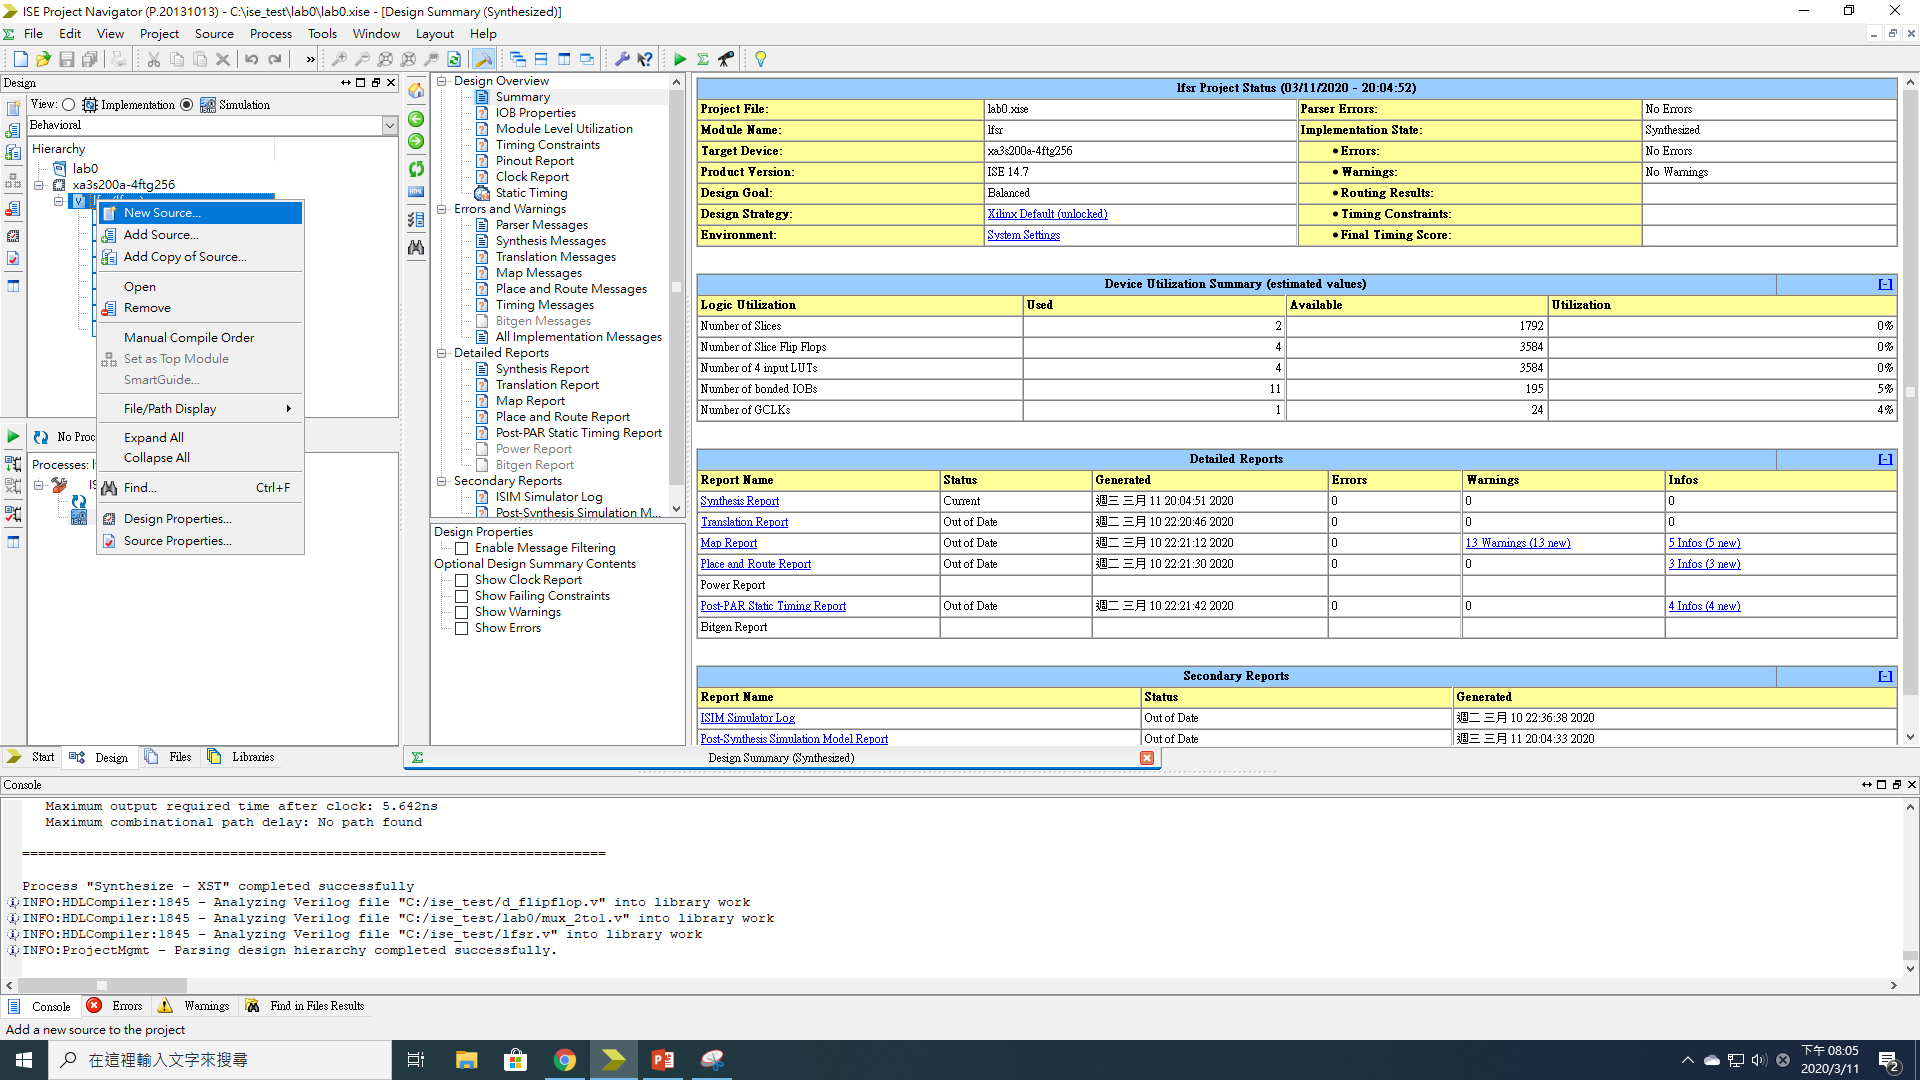 ISE Project Navigator (P.20131013) - C:\ise_test\lab0\lab0.xise - [Design Summary (Synthesized)]
File Edit View Project Source Process Tools Window Layout Help
Design
View: Implementation Simulation
Behavioral
Hierarchy
lab0
xa3s200a-4ftg256
New Source...
Add Source...
Add Copy of Source...
Open
Remove
Manual Compile Order
Set as Top Module
SmartGuide...
File/Path Display
Expand All
Collapse All
Find... Ctrl+F
Design Properties...
Source Properties...
No Proc
Processes:
Start Design Files Libraries
Design Overview
Summary
IOB Properties
Module Level Utilization
Timing Constraints
Pinout Report
Clock Report
Static Timing
Errors and Warnings
Parser Messages
Synthesis Messages
Translation Messages
Map Messages
Place and Route Messages
Timing Messages
Bitgen Messages
All Implementation Messages
Detailed Reports
Synthesis Report
Translation Report
Map Report
Place and Route Report
Post-PAR Static Timing Report
Power Report
Bitgen Report
Secondary Reports
ISIM Simulator Log
Post-Synthesis Simulation M...
Design Properties
Enable Message Filtering
Optional Design Summary Contents
Show Clock Report
Show Failing Constraints
Show Warnings
Show Errors
lfsr Project Status (03/11/2020 - 20:04:52)
Project File: lab0.xise Parser Errors: No Errors
Module Name: lfsr Implementation State: Synthesized
Target Device: xa3s200a-4ftg256 •Errors: No Errors
Product Version: ISE 14.7 •Warnings: No Warnings
Design Goal: Balanced •Routing Results:
Design Strategy: Xilinx Default (unlocked) •Timing Constraints:
Environment: System Settings •Final Timing Score:
Device Utilization Summary (estimated values) [-]
Logic Utilization Used Available Utilization
Number of Slices 2 1792 0%
Number of Slice Flip Flops 4 3584 0%
Number of 4 input LUTs 4 3584 0%
Number of bonded IOBs 11 195 5%
Number of GCLKs 1 24 4%
Detailed Reports [-]
Report Name Status Generated Errors Warnings Infos
Synthesis Report Current 週三 三月 11 20:04:51 2020 0 0 0
Translation Report Out of Date 週二 三月 10 22:20:46 2020 0 0 0
Map Report Out of Date 週二 三月 10 22:21:12 2020 0 13 Warnings (13 new) 5 Infos (5 new)
Place and Route Report Out of Date 週二 三月 10 22:21:30 2020 0 0 3 Infos (3 new)
Power Report
Post-PAR Static Timing Report Out of Date 週二 三月 10 22:21:42 2020 0 0 4 Infos (4 new)
Bitgen Report
Secondary Reports [-]
Report Name Status Generated
ISIM Simulator Log Out of Date 週二 三月 10 22:36:38 2020
Post-Synthesis Simulation Model Report Out of Date 週三 三月 11 20:04:33 2020
Design Summary (Synthesized)
Console
Maximum output required time after clock: 5.642ns
Maximum combinational path delay: No path found
=========================================================================
Process "Synthesize - XST" completed successfully
INFO:HDLCompiler:1845 - Analyzing Verilog file "C:/ise_test/d_flipflop.v" into library work
INFO:HDLCompiler:1845 - Analyzing Verilog file "C:/ise_test/lab0/mux_2to1.v" into library work
INFO:HDLCompiler:1845 - Analyzing Verilog file "C:/ise_test/lfsr.v" into library work
INFO:ProjectMgmt - Parsing design hierarchy completed successfully.
Console Errors Warnings Find in Files Results
Add a new source to the project
在這裡輸入文字來搜尋
下午 08:05
2020/3/11
2